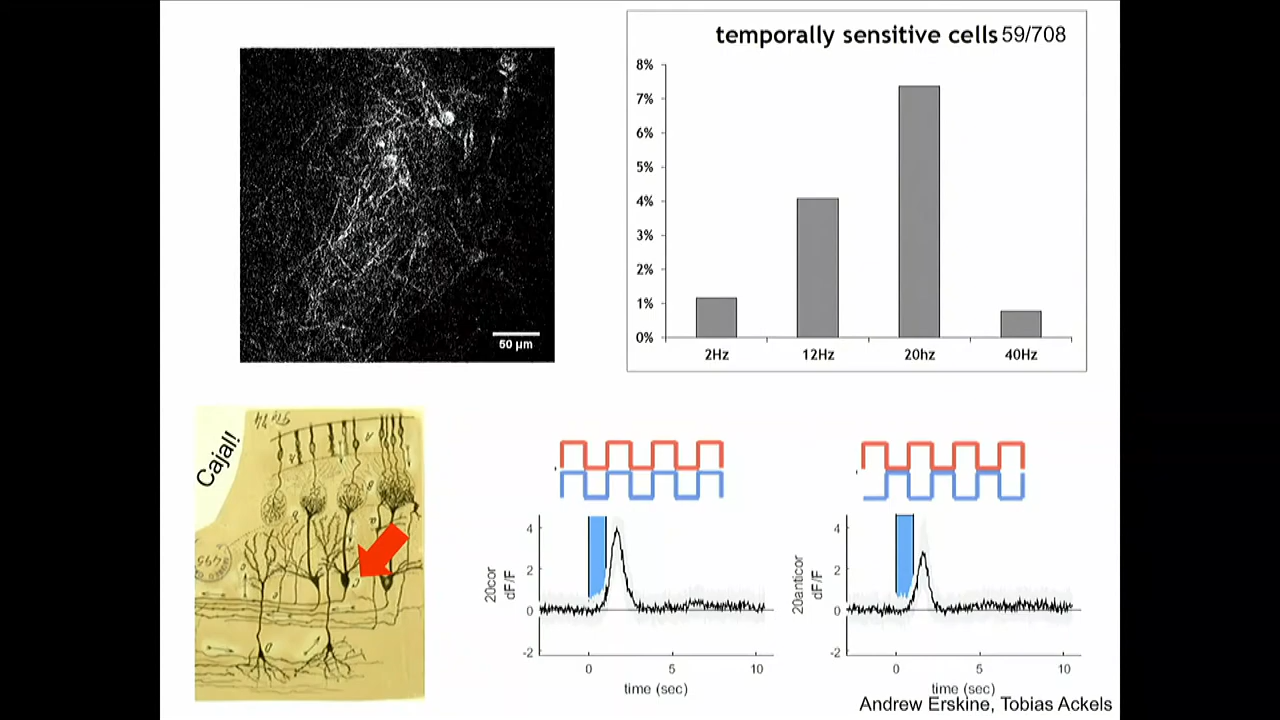 temporally sensitive cells 59/708
8%
7%
6%
5%
4%
3%
2%
1%
0%
2Hz 12Hz 20hz 40Hz
50 µm
Cajal!
20cor
dF/F
4
2
0
-2
0 5 10
time (sec)
20anticor
dF/F
4
2
0
-2
0 5 10
time (sec)
Andrew Erskine, Tobias Ackels